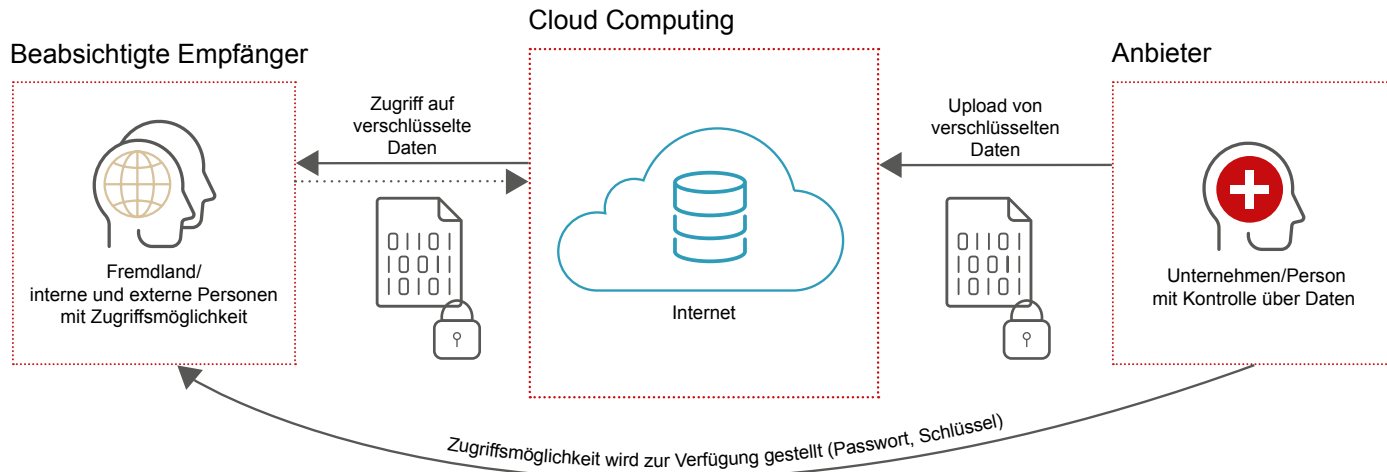 Cloud Computing
Beabsichtigte Empfänger
Anbieter
Zugriff auf
verschlüsselte
Daten
Upload von
verschlüsselten
Daten
Fremdland/
interne und externe Personen
mit Zugriffsmöglichkeit
Internet
Unternehmen/Person
mit Kontrolle über Daten
01101
1001
1010
01101
1001
1010
Zugriffsmöglichkeit wird zur Verfügung gestellt (Passwort, Schlüssel)